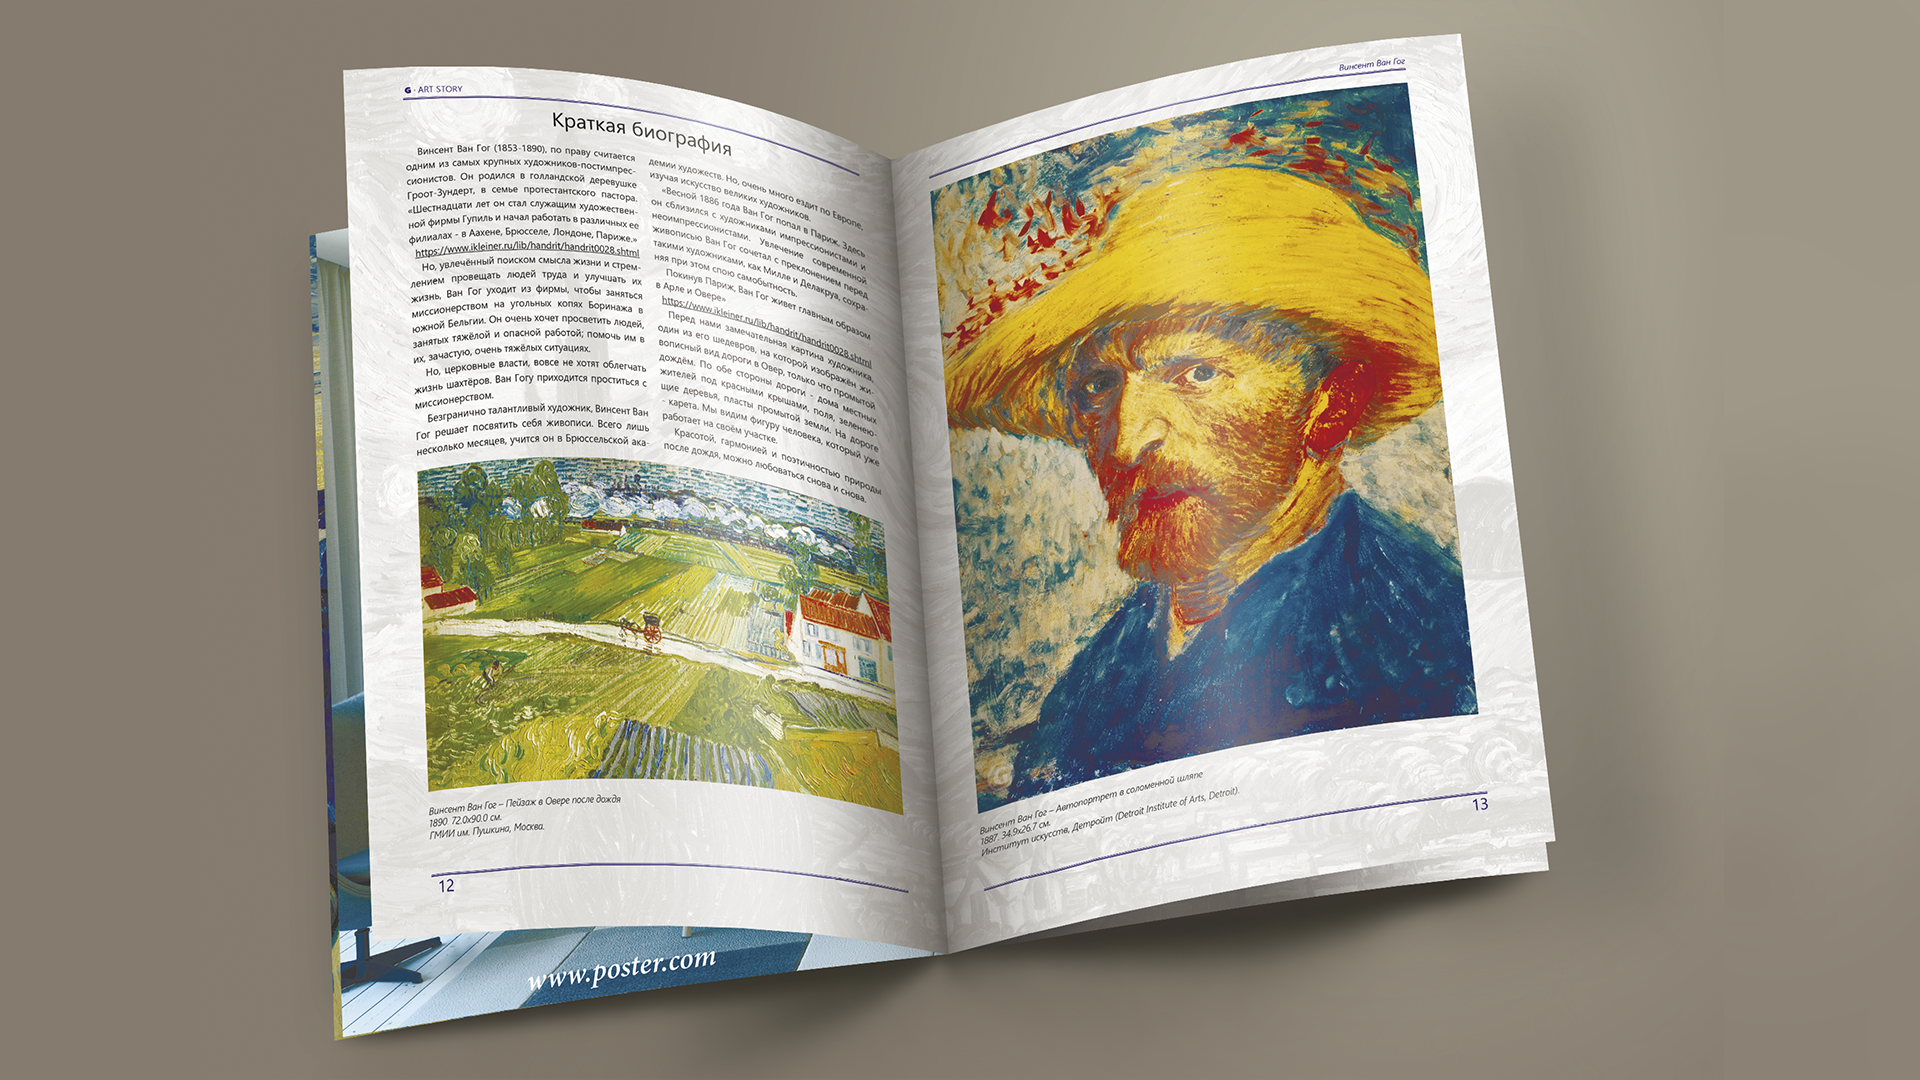 G - ART STORY
Краткая биография
Винсент Ван Гог (1853-1890), по праву считается
одним из самых крупных художников-постимпрес-
сионистов. Он родился в голландской деревушке
Гроот-Зундерт, в семье протестантского пастора.
«Шестнадцати лет он стал служащим художествен-
ной фирмы Гупиль и начал работать в различных ее
филиалах - в Аахене, Брюсселе, Лондоне, Париже.»
https://www.ikleiner.ru/lib/handrit/handrit0028.shtml
Но, увлечённый поиском смысла жизни и стрем-
лением провещать людей труда и улучшать их
жизнь, Ван Гог уходит из фирмы, чтобы заняться
миссионерством на угольных копях Боринажа в
южной Бельгии. Он очень хочет просветить людей,
занятых тяжёлой и опасной работой; помочь им в
их, зачастую, очень тяжёлых ситуациях.
Но, церковные власти, вовсе не хотят облегчать
жизнь шахтёров. Ван Гогу приходится проститься с
миссионерством.
Безгранично талантливый художник, Винсент Ван
Гог решает посвятить себя живописи. Всего лишь
несколько месяцев, учится он в Брюссельской ака-
демии художеств. Но, очень много ездит по Европе,
изучая искусство великих художников.
«Весной 1886 года Ван Гог попал в Париж. Здесь
он сблизился с художниками импрессионистами и
неоимпрессионистами. Увлечение современной
живописью Ван Гог сочетал с преклонением перед
такими художниками, как Милле и Делакруа, сохра-
няя при этом свою самобытность.
Покинув Париж, Ван Гог живет главным образом
в Арле и Овере»
https://www.ikleiner.ru/lib/handrit/handrit0028.shtml
Перед нами замечательная картина художника,
один из его шедевров, на которой изображён жи-
вописный вид дороги в Овер, только что промытой
дождём. По обе стороны дороги - дома местных
жителей под красными крышами, поля, зеленею-
щие деревья, пласты промытой земли. На дороге
- карета. Мы видим фигуру человека, который уже
работает на своём участке.
Красотой, гармонией и поэтичностью природы
после дождя, можно любоваться снова и снова.
Винсент Ван Гог – Пейзаж в Овере после дождя
1890 72.0x90.0 см.
ГМИИ им. Пушкина, Москва.
12
www.poster.com
Винсент Ван Гог
Винсент Ван Гог – Автопортрет в соломенной шляпе
1887, 34.9x26.7 см.
Институт искусств, Детройт (Detroit Institute of Arts, Detroit).
13